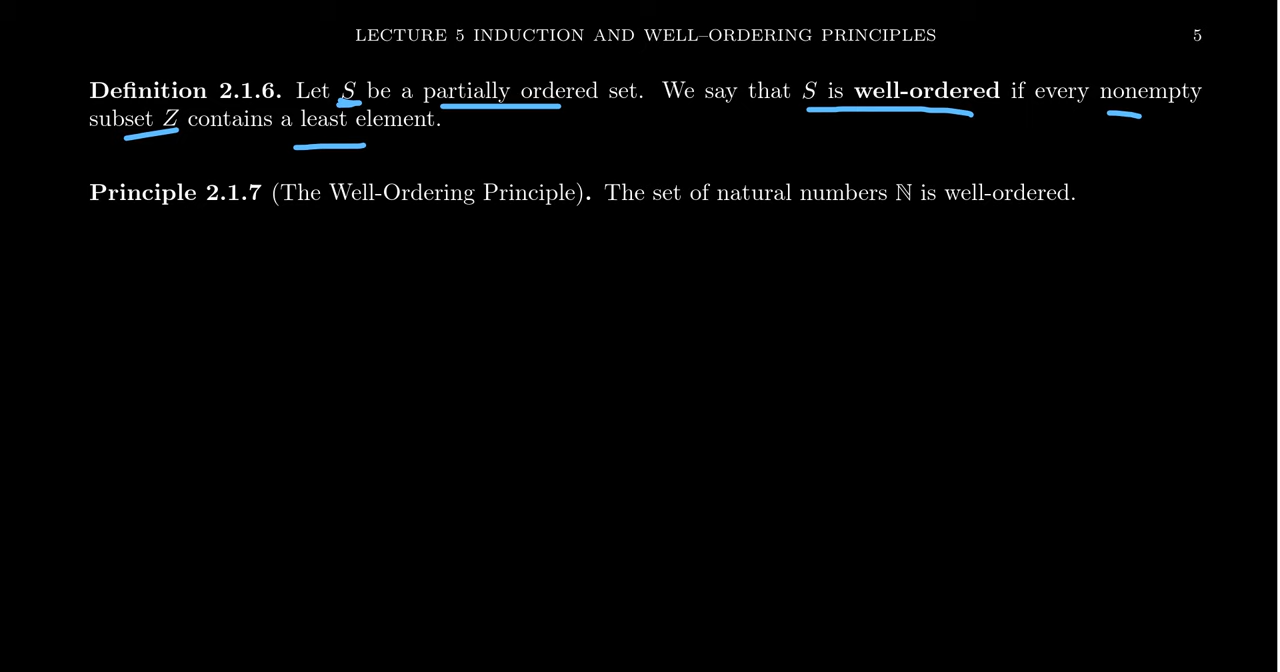 LECTURE 5 INDUCTION AND WELL–ORDERING PRINCIPLES 5
Definition 2.1.6. Let S be a partially ordered set. We say that S is well-ordered if every nonempty
subset Z contains a least element.
Principle 2.1.7 (The Well-Ordering Principle). The set of natural numbers ℕ is well-ordered.